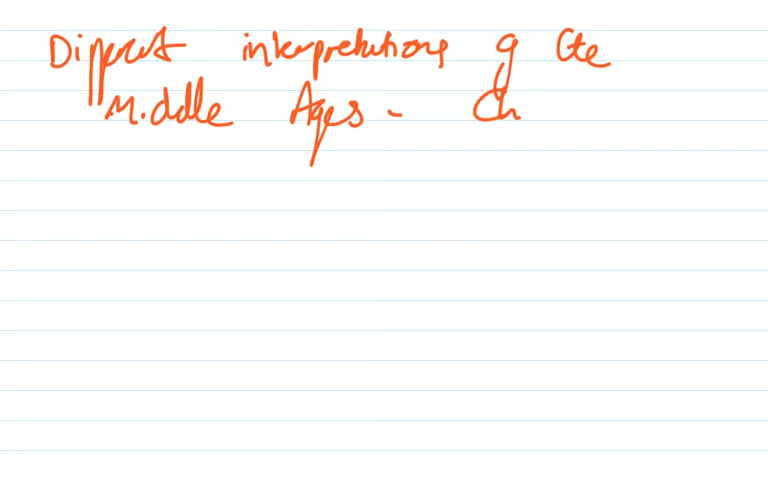 Different interpretations of the
Middle Ages - Ch